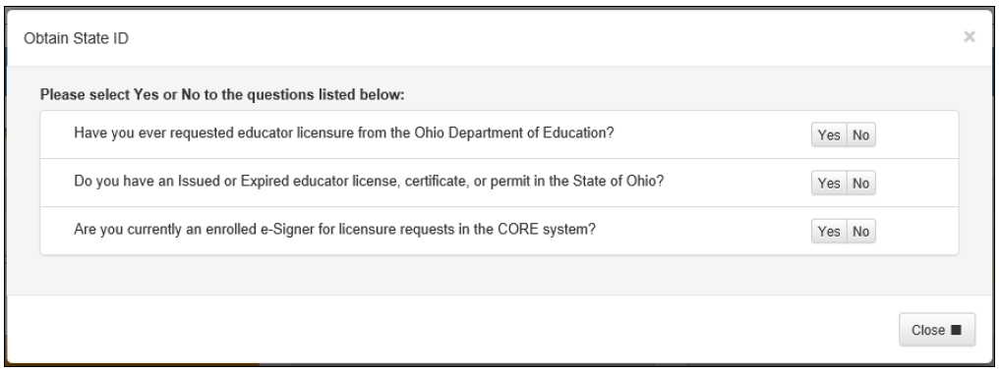 Obtain State ID ×
Please select Yes or No to the questions listed below:
Have you ever requested educator licensure from the Ohio Department of Education? Yes No
Do you have an Issued or Expired educator license, certificate, or permit in the State of Ohio? Yes No
Are you currently an enrolled e-Signer for licensure requests in the CORE system? Yes No
Close